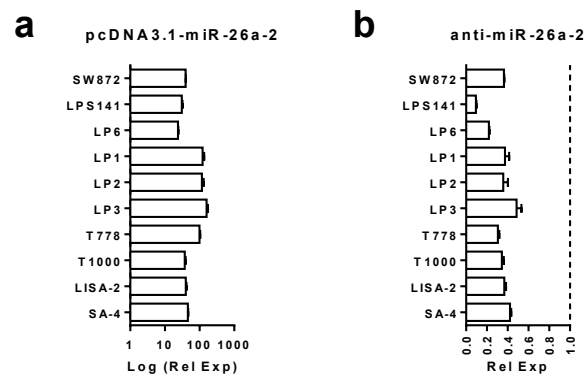 a
pcDNA3.1-miR-26a-2
SW872
LPS141
LP6
LP1
LP2
LP3
T778
T1000
LISA-2
SA-4
1 10 100 1000
Log (Rel Exp)
b
anti-miR-26a-2
SW872
LPS141
LP6
LP1
LP2
LP3
T778
T1000
LISA-2
SA-4
0.0 0.2 0.4 0.6 0.8 1.0
Rel Exp